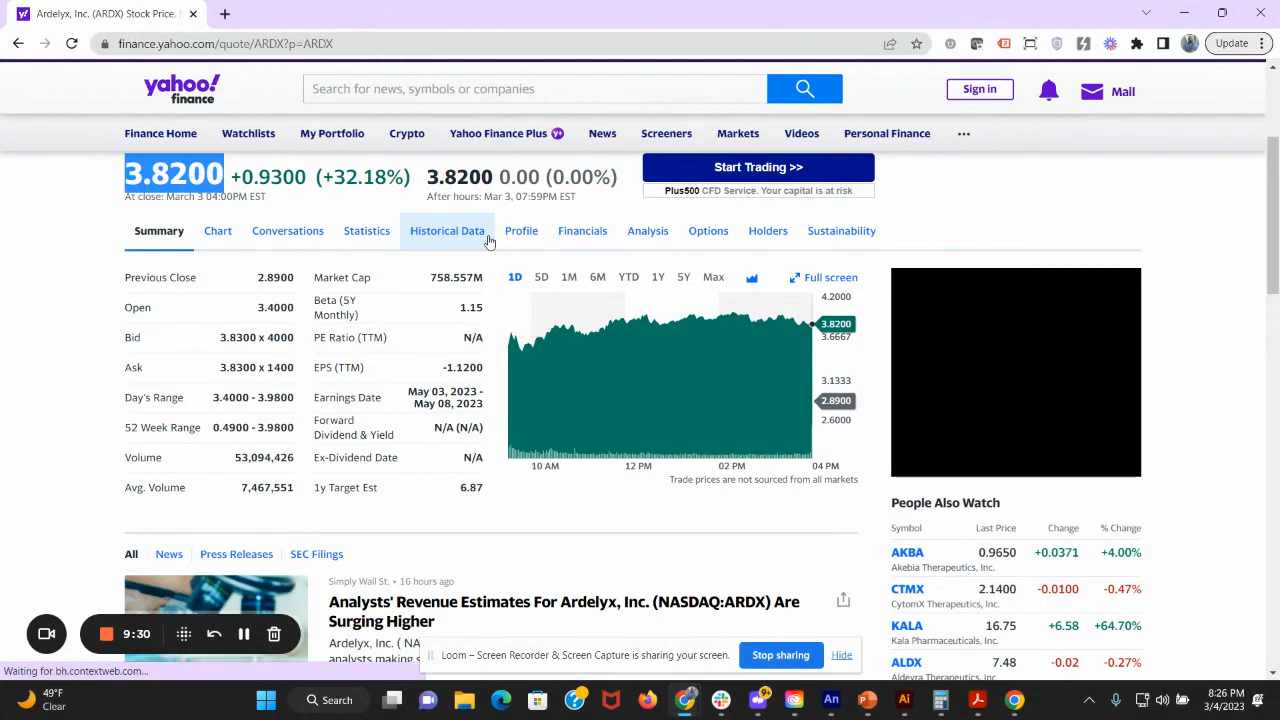 Ardelyx, Inc. (ARDX) Stock Price,
finance.yahoo.com/quote/ARDX?p=ARDX
Update
yahoo!
finance
Search for news, symbols or companies
Sign in
Mail
Finance Home
Watchlists
My Portfolio
Crypto
Yahoo Finance Plus
News
Screeners
Markets
Videos
Personal Finance
3.8200 +0.9300 (+32.18%) 3.8200 0.00 (0.00%)
At close: March 3 04:00PM EST
After hours: Mar 3, 07:59PM EST
Start Trading >>
Plus500 CFD Service. Your capital is at risk
Summary
Chart
Conversations
Statistics
Historical Data
Profile
Financials
Analysis
Options
Holders
Sustainability
Previous Close 2.8900
Open 3.4000
Bid 3.8300 x 4000
Ask 3.8300 x 1400
Day's Range 3.4000 - 3.9800
52 Week Range 0.4900 - 3.9800
Volume 53,094,426
Avg. Volume 7,467,551
Market Cap 758.557M
Beta (5Y
Monthly) 1.15
PE Ratio (TTM) N/A
EPS (TTM) -1.1200
Earnings Date May 03, 2023 -
May 08, 2023
Forward
Dividend & Yield N/A (N/A)
Ex-Dividend Date N/A
1y Target Est 6.87
1D 5D 1M 6M YTD 1Y 5Y Max
Full screen
4.2000
3.8200
3.6667
3.1333
2.8900
2.6000
10 AM 12 PM 02 PM 04 PM
Trade prices are not sourced from all markets
People Also Watch
Symbol Last Price Change % Change
AKBA 0.9650 +0.0371 +4.00%
Akebia Therapeutics, Inc.
CTMX 2.1400 -0.0100 -0.47%
CytomX Therapeutics, Inc.
KALA 16.75 +6.58 +64.70%
Kala Pharmaceuticals, Inc.
ALDX 7.48 -0.02 -0.27%
Aldeyra Therapeutics, Inc.
All News Press Releases SEC Filings
Simply Wall St. • 16 hours ago
Analysts' Revenue Estimates For Ardelyx, Inc. (NASDAQ:ARDX) Are
Surging Higher
Ardelyx, Inc. ( NA
analysts making s
9:30
Loom – Screen Recorder & Screen Capture is sharing your screen.
Stop sharing
Hide
Waiting for bh.contextweb.com...
49°F
Clear
Search
9+
An
Ai
8:26 PM
3/4/2023